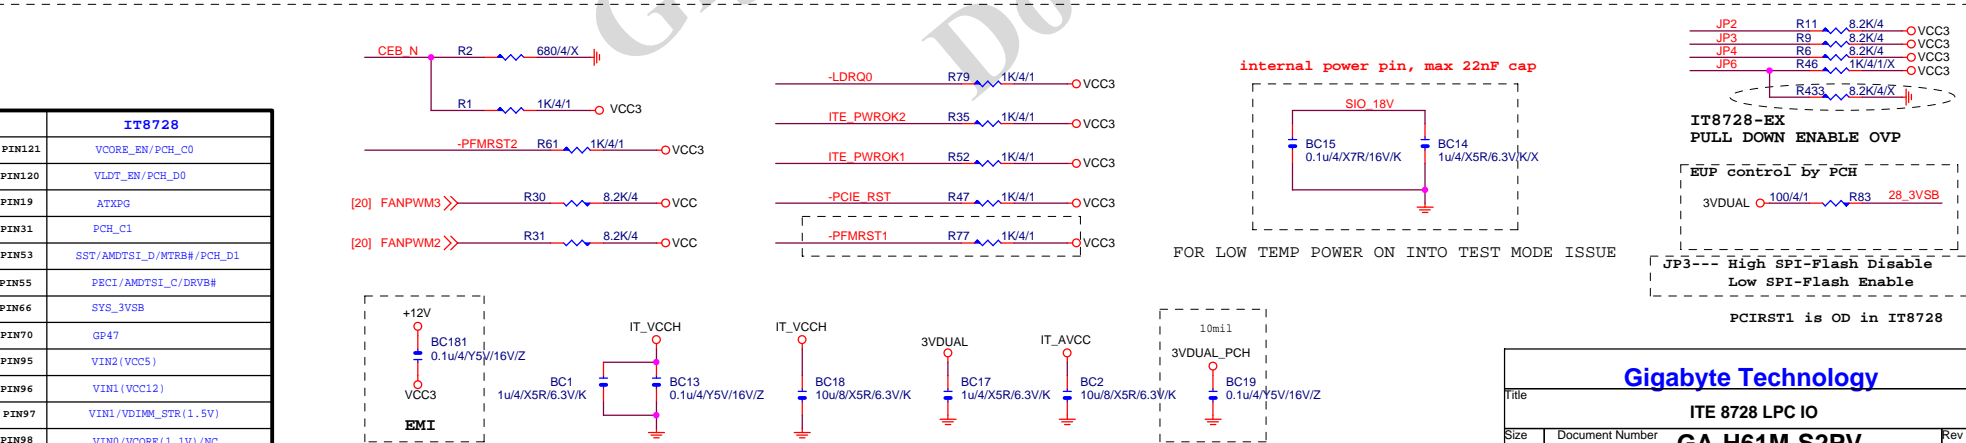 CEB_N R2 680/4/X
R1 1K/4/1 VCC3
-PFMRST2 R61 1K/4/1 VCC3
[20] FANPWM3 R30 8.2K/4 VCC
[20] FANPWM2 R31 8.2K/4 VCC
-LDRQ0 R79 1K/4/1 VCC3
ITE_PWROK2 R35 1K/4/1 VCC3
ITE_PWROK1 R52 1K/4/1 VCC3
-PCIE_RST R47 1K/4/1 VCC3
-PFMRST1 R77 1K/4/1 VCC3
internal power pin, max 22nF cap
SIO_18V
BC15
0.1u/4/X7R/16V/K
BC14
1u/4/X5R/6.3V/K/X
FOR LOW TEMP POWER ON INTO TEST MODE ISSUE
JP2 R11 8.2K/4 VCC3
JP3 R9 8.2K/4 VCC3
JP4 R6 8.2K/4 VCC3
JP6 R46 1K/4/1/X VCC3
R433 8.2K/4/X
IT8728-EX
PULL DOWN ENABLE OVP
EUP control by PCH
3VDUAL 100/4/1 R83 28_3VSB
JP3--- High SPI-Flash Disable
Low SPI-Flash Enable
PCIRST1 is OD in IT8728
IT8728
PIN121 VCORE_EN/PCH_C0
PIN120 VLDT_EN/PCH_D0
PIN19 ATXPG
PIN31 PCH_C1
PIN53 SST/AMDTSI_D/MTRB#/PCH_D1
PIN55 PECI/AMDTSI_C/DRVB#
PIN66 SYS_3VSB
PIN70 GP47
PIN95 VIN2(VCC5)
PIN96 VIN1(VCC12)
PIN97 VIN1/VDIMM_STR(1.5V)
PIN98 VIN0/VCORE(1.1V)/NC
+12V
BC181
0.1u/4/Y5V/16V/Z
VCC3
EMI
IT_VCCH
BC1
1u/4/X5R/6.3V/K
BC13
0.1u/4/Y5V/16V/Z
IT_VCCH
BC18
10u/8/X5R/6.3V/K
3VDUAL
BC17
1u/4/X5R/6.3V/K
IT_AVCC
BC2
10u/8/X5R/6.3V/K
10mil
3VDUAL_PCH
BC19
0.1u/4/Y5V/16V/Z
Gigabyte Technology
Title
ITE 8728 LPC IO
Size Document Number GA-H61M-S2PV Rev